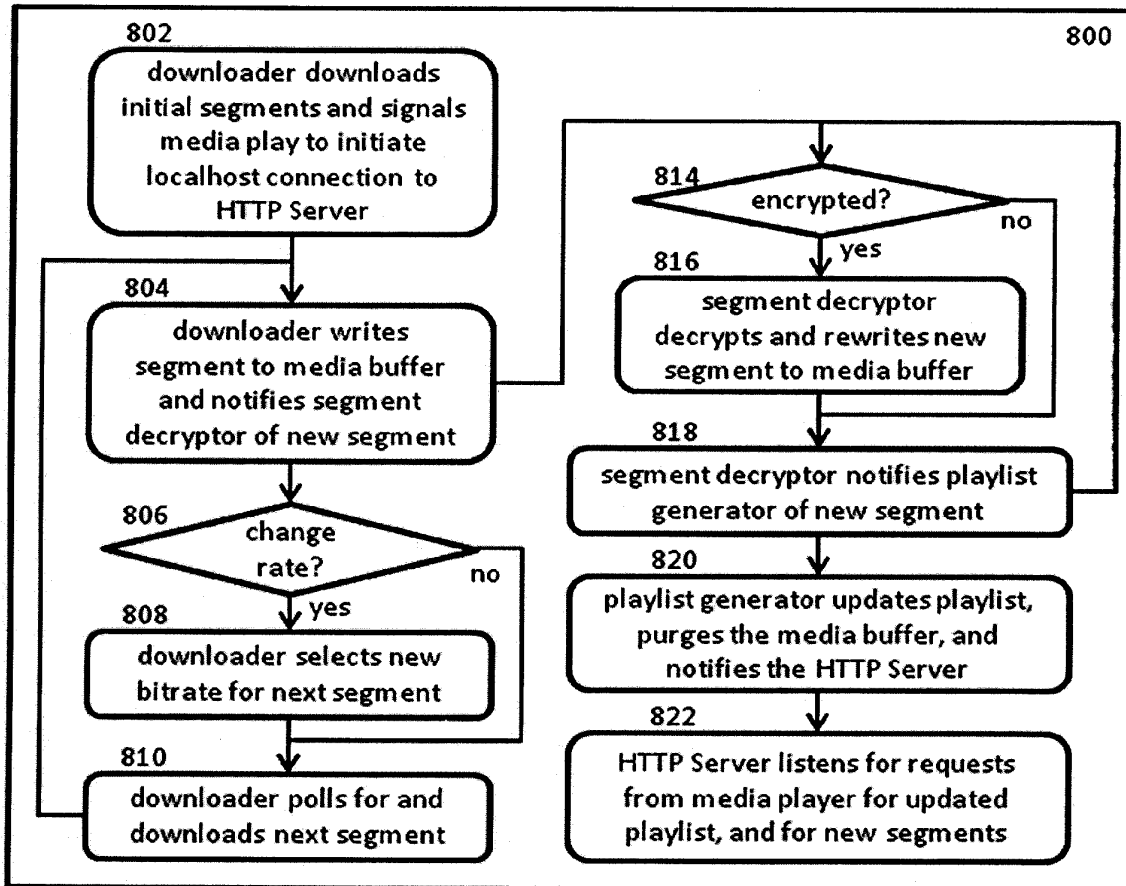 800
802
downloader downloads
initial segments and signals
media play to initiate
localhost connection to
HTTP Server
804
downloader writes
segment to media buffer
and notifies segment
decryptor of new segment
806
change
rate?
no
yes
808
downloader selects new
bitrate for next segment
810
downloader polls for and
downloads next segment
814
encrypted?
no
yes
816
segment decryptor
decrypts and rewrites new
segment to media buffer
818
segment decryptor notifies playlist
generator of new segment
820
playlist generator updates playlist,
purges the media buffer, and
notifies the HTTP Server
822
HTTP Server listens for requests
from media player for updated
playlist, and for new segments